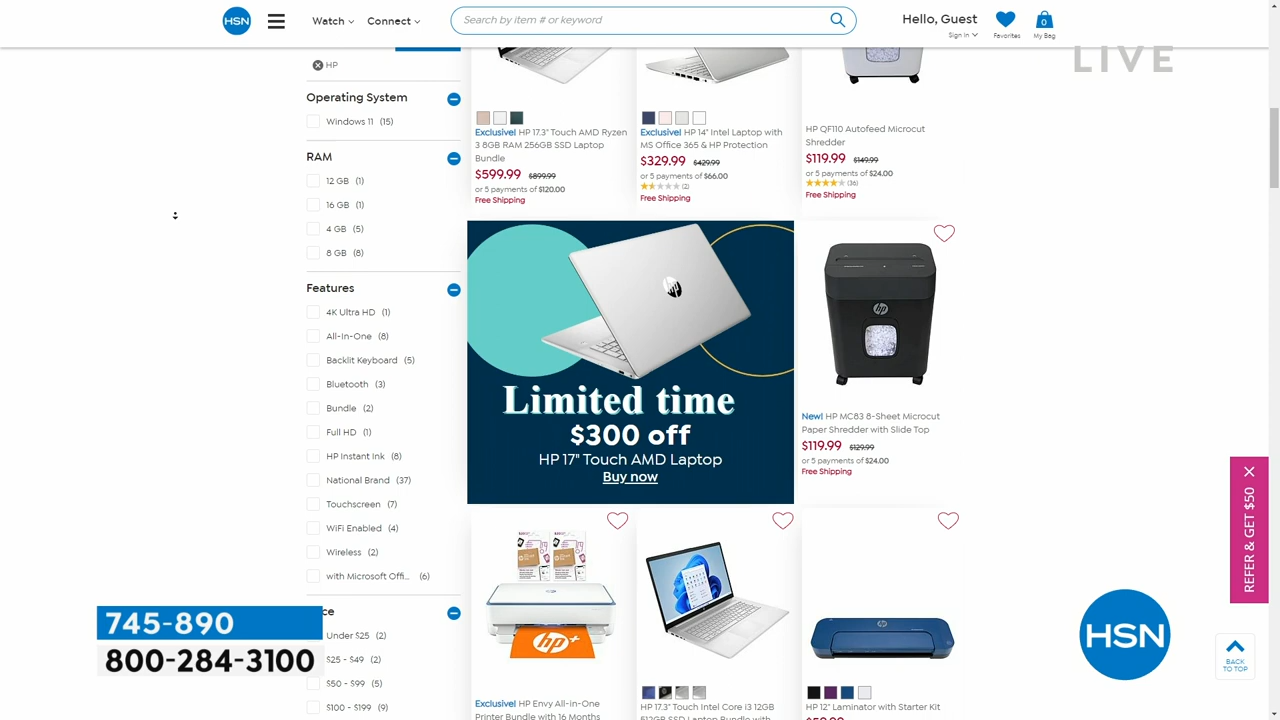 HSN
Watch
Connect
Search by item # or keyword
Hello, Guest
Sign In
Favorites
0
My Bag
LIVE
HP
Operating System
Windows 11 (15)
RAM
12 GB (1)
16 GB (1)
4 GB (5)
8 GB (8)
Features
4K Ultra HD (1)
All-In-One (8)
Backlit Keyboard (5)
Bluetooth (3)
Bundle (2)
Full HD (1)
HP Instant Ink (8)
National Brand (37)
Touchscreen (7)
WiFi Enabled (4)
Wireless (2)
with Microsoft Offi... (6)
ce
Under $25 (2)
$25 - $49 (2)
$50 - $99 (5)
$100 - $199 (9)
Exclusive! HP 17.3" Touch AMD Ryzen
3 8GB RAM 256GB SSD Laptop
Bundle
$599.99 $899.99
or 5 payments of $120.00
Free Shipping
Exclusive! HP 14" Intel Laptop with
MS Office 365 & HP Protection
$329.99 $429.99
or 5 payments of $66.00
(2)
Free Shipping
HP QF110 Autofeed Microcut
Shredder
$119.99 $149.99
or 5 payments of $24.00
(36)
Free Shipping
hp
Limited time
$300 off
HP 17" Touch AMD Laptop
Buy now
hp
New! HP MC83 8-Sheet Microcut
Paper Shredder with Slide Top
$119.99 $129.99
or 5 payments of $24.00
Free Shipping
hp+
Exclusive! HP Envy All-in-One
Printer Bundle with 16 Months
HP 17.3" Touch Intel Core i3 12GB
512GB SSD Laptop Bundle with
hp
HP 12" Laminator with Starter Kit
REFER & GET $50
745-890
800-284-3100
HSN
BACK
TO TOP